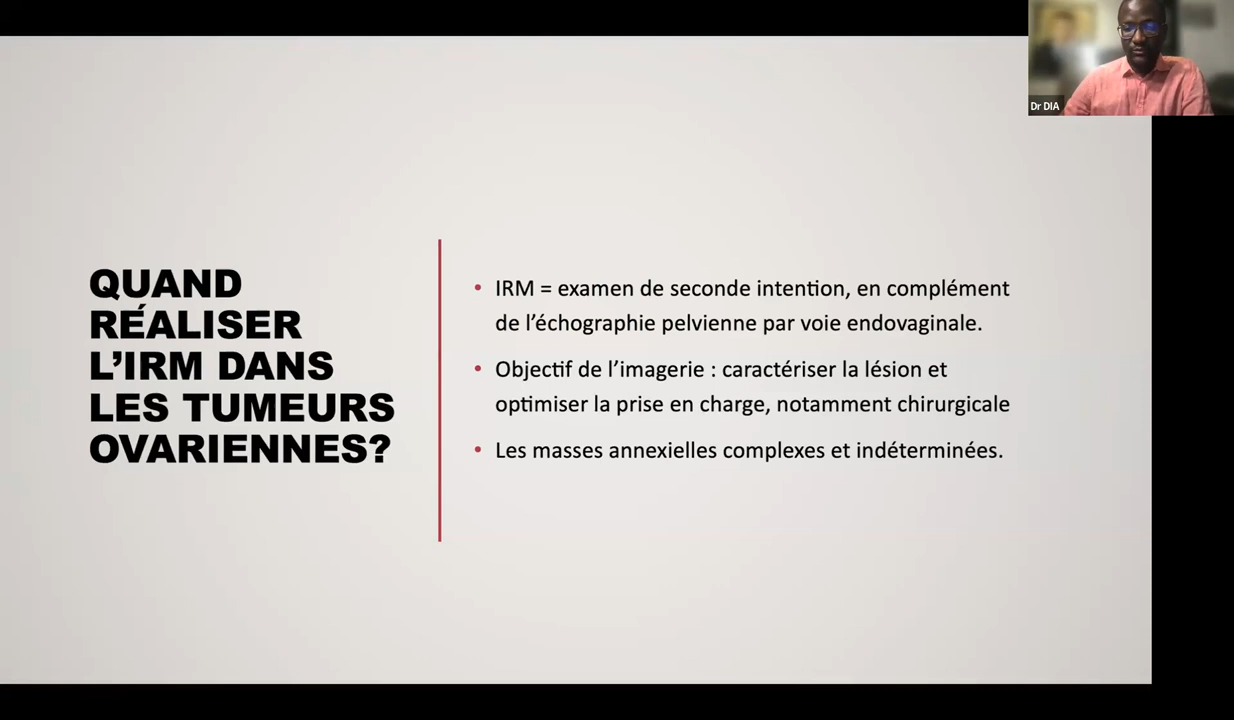 QUAND
RÉALISER
L’IRM DANS
LES TUMEURS
OVARIENNES?
• IRM = examen de seconde intention, en complément
de l’échographie pelvienne par voie endovaginale.
• Objectif de l’imagerie : caractériser la lésion et
optimiser la prise en charge, notamment chirurgicale
• Les masses annexielles complexes et indéterminées.
Dr DIA